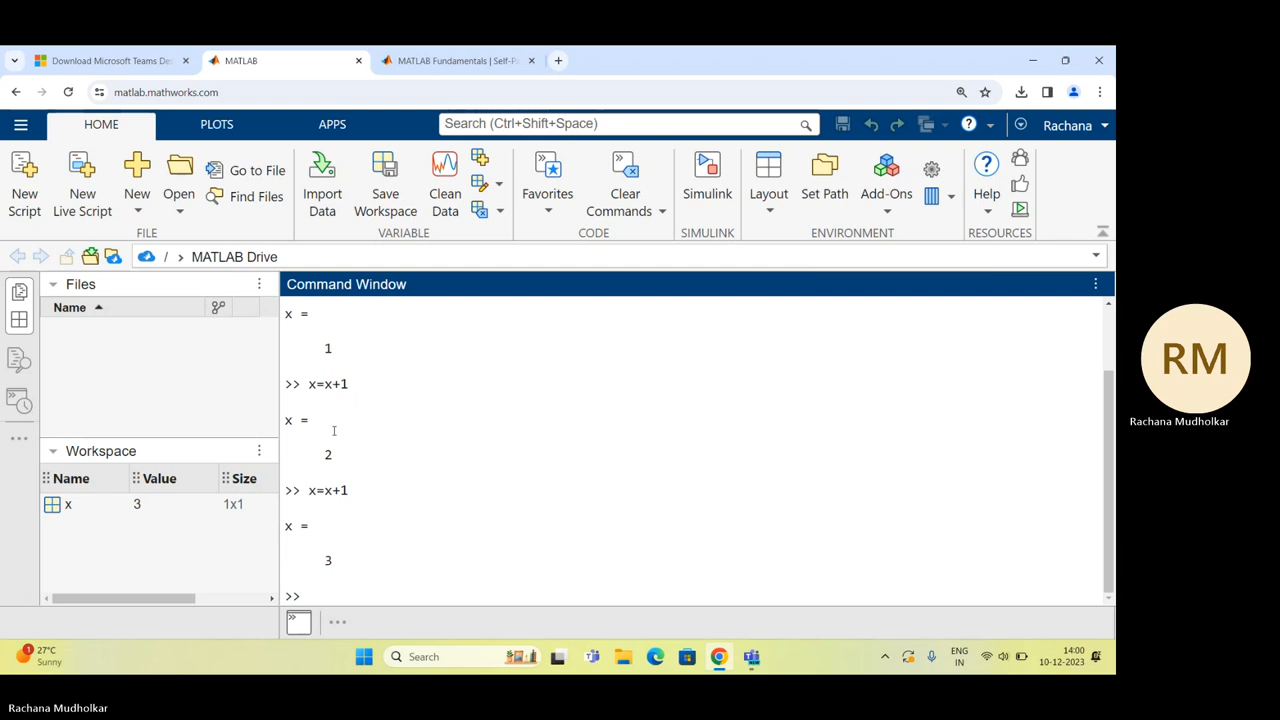 Download Microsoft Teams De
MATLAB
MATLAB Fundamentals | Self-P
matlab.mathworks.com
HOME
PLOTS
APPS
Search (Ctrl+Shift+Space)
Rachana
New Script
New Live Script
New
Open
Go to File
Find Files
Import Data
Save Workspace
Clean Data
Favorites
Clear Commands
Simulink
Layout
Set Path
Add-Ons
Help
FILE
VARIABLE
CODE
SIMULINK
ENVIRONMENT
RESOURCES
/ > MATLAB Drive
Files
Name
Workspace
Name Value Size
x 3 1x1
Command Window
x =
1
>> x=x+1
x =
2
>> x=x+1
x =
3
>>
RM
Rachana Mudholkar
1
27°C
Sunny
Search
ENG
IN
14:00
10-12-2023
Rachana Mudholkar